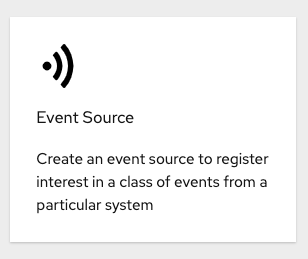 Event Source
Create an event source to register
interest in a class of events from a
particular system